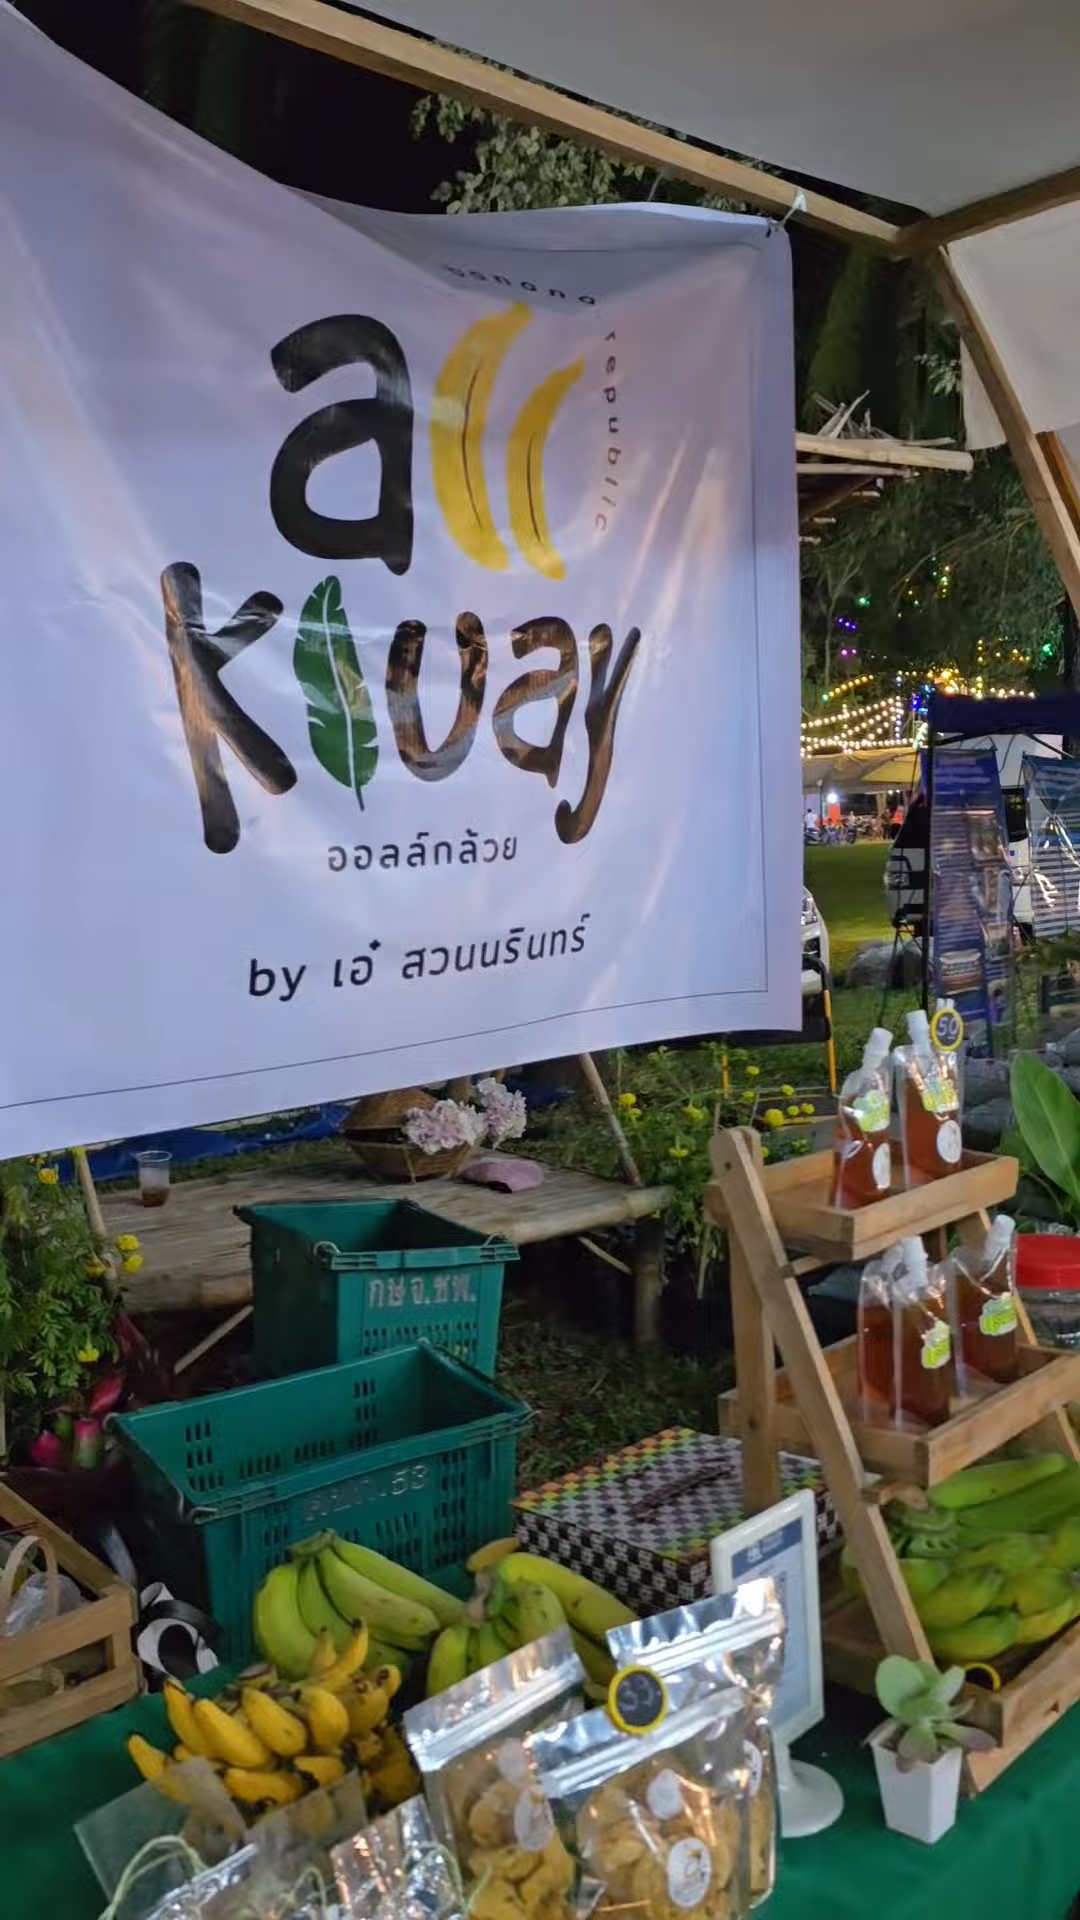 banana republic
all
kluay
ออลล์กล้วย
by เอ๋ สวนนรินทร์
50
กษจ.ชพ.